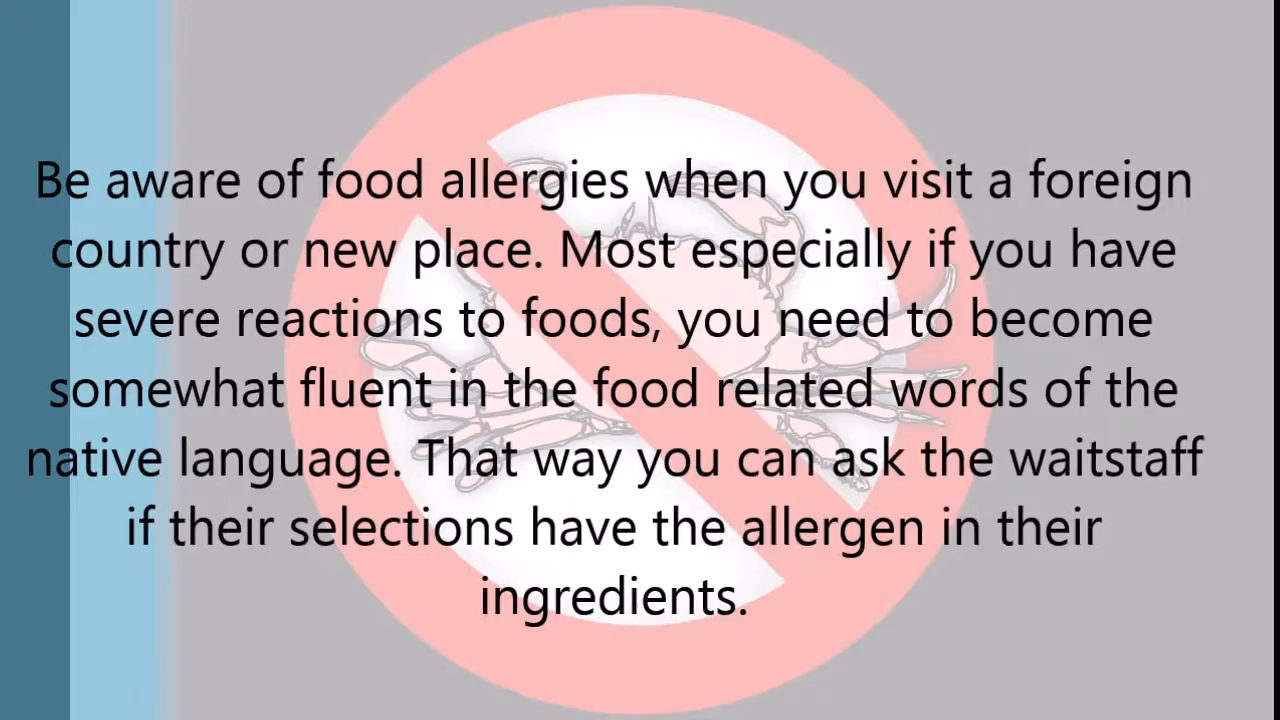 Be aware of food allergies when you visit a foreign
country or new place. Most especially if you have
severe reactions to foods, you need to become
somewhat fluent in the food related words of the
native language. That way you can ask the waitstaff
if their selections have the allergen in their
ingredients.